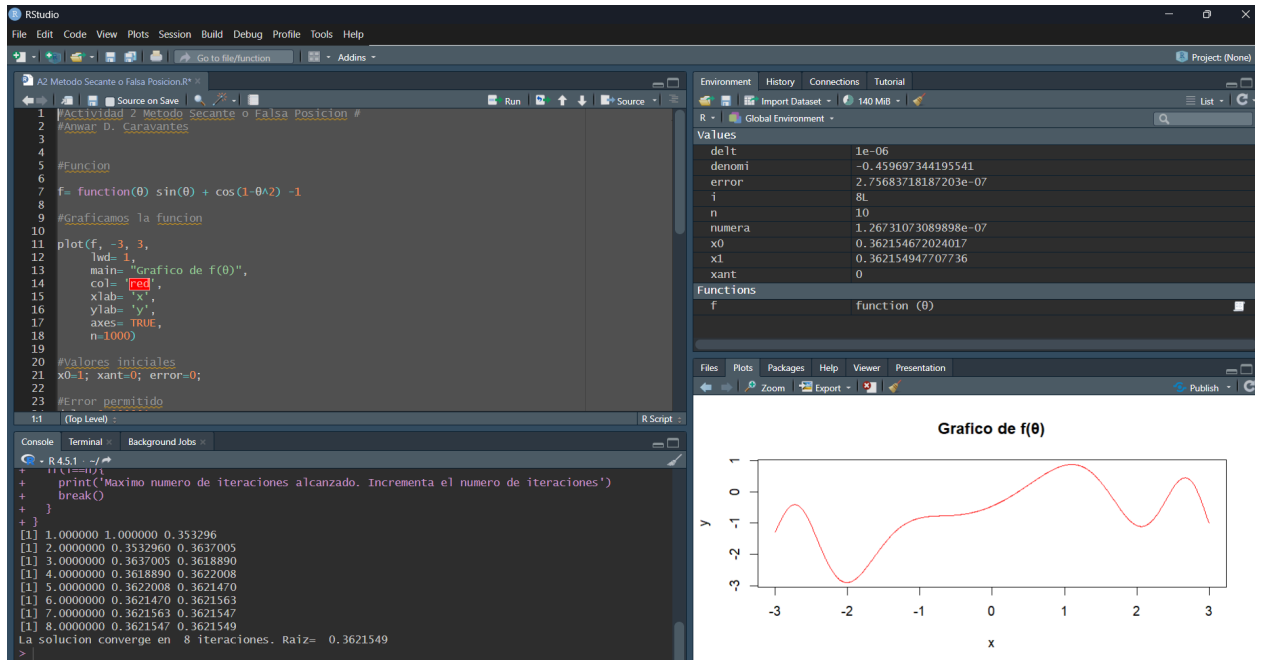 RStudio
File Edit Code View Plots Session Build Debug Profile Tools Help
Go to file/function Addins
Project: (None)
A2 Metodo Secante o Falsa Posicion.R*
Source on Save Run Source
1 #Actividad 2 Metodo Secante o Falsa Posicion #
2 #Anwar D. Caravantes
3
4
5 #Funcion
6
7 f= function(θ) sin(θ) + cos(1-θ^2) -1
8
9 #Graficamos la funcion
10
11 plot(f, -3, 3,
12 lwd= 1,
13 main= "Grafico de f(θ)",
14 col= 'red',
15 xlab= 'x',
16 ylab= 'y',
17 axes= TRUE,
18 n=1000)
19
20 #Valores iniciales
21 x0=1; xant=0; error=0;
22
23 #Error permitido
1:1 (Top Level) R Script
Console Terminal Background Jobs
R 4.5.1 · ~/
+ if(i==n){
+ print('Maximo numero de iteraciones alcanzado. Incrementa el numero de iteraciones')
+ break()
+ }
+ }
[1] 1.000000 1.000000 0.353296
[1] 2.0000000 0.3532960 0.3637005
[1] 3.0000000 0.3637005 0.3618890
[1] 4.0000000 0.3618890 0.3622008
[1] 5.0000000 0.3622008 0.3621470
[1] 6.0000000 0.3621470 0.3621563
[1] 7.0000000 0.3621563 0.3621547
[1] 8.0000000 0.3621547 0.3621549
La solucion converge en 8 iteraciones. Raiz= 0.3621549
>
Environment History Connections Tutorial
Import Dataset 140 MiB List
R Global Environment
Values
delt 1e-06
denomi -0.459697344195541
error 2.75683718187203e-07
i 8L
n 10
numera 1.26731073089898e-07
x0 0.362154672024017
x1 0.362154947707736
xant 0
Functions
f function (θ)
Files Plots Packages Help Viewer Presentation
Zoom Export Publish
Grafico de f(θ)
y
1
0
-1
-2
-3
-3 -2 -1 0 1 2 3
x